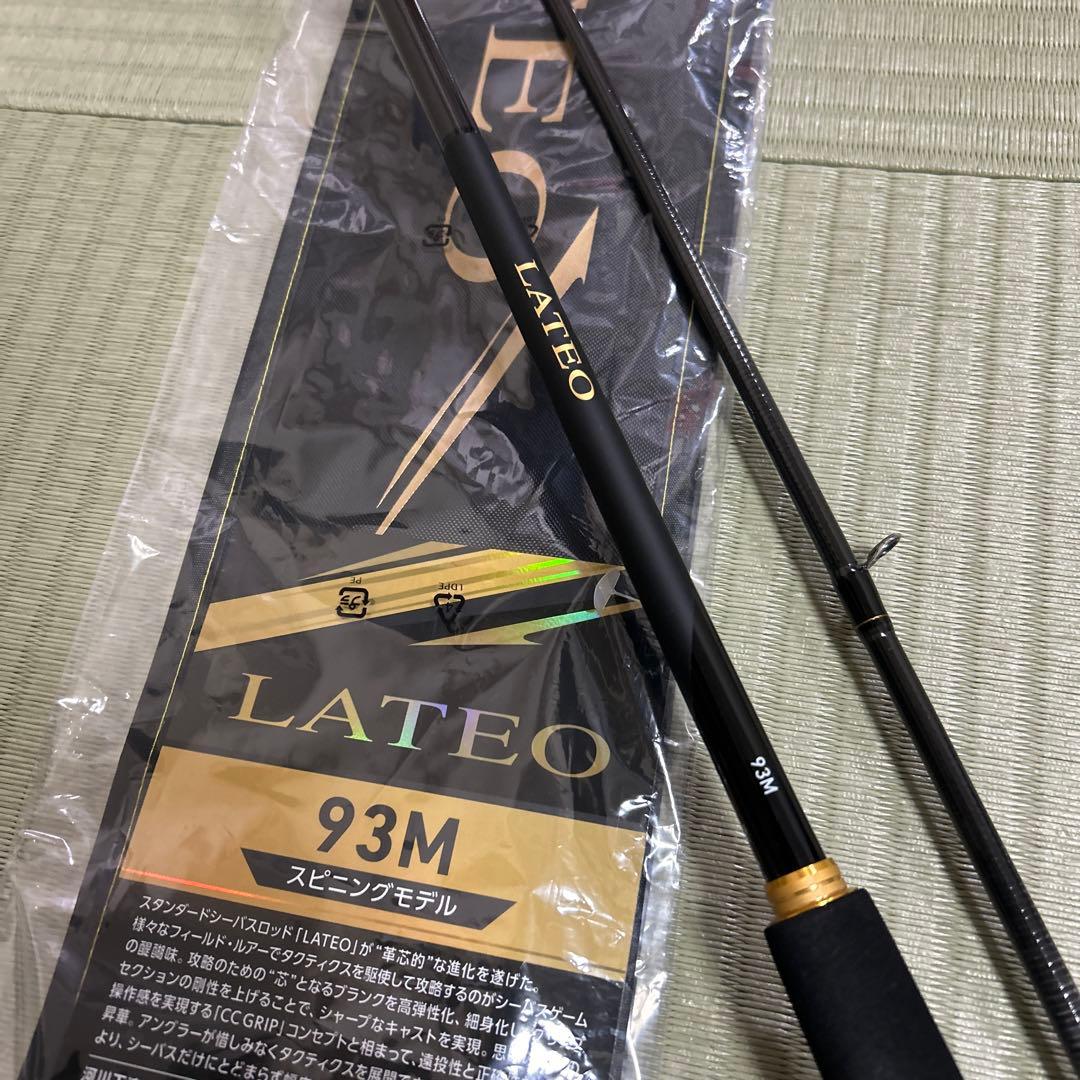 EO
LATEO
PE
プラ
LDPE
LATEO
93M
93M
スピニングモデル
スタンダードシーバスロッド「LATEO」が“革芯的”な進化を遂げた。
様々なフィールド・ルアーでタクティクスを駆使して攻略するのがシーバスゲーム
の醍醐味。攻略のための“芯”となるブランクを高弾性化、細身化し、
セクションの剛性を上げることで、シャープなキャストを実現。
操作感を実現する「CC GRIP」コンセプトと相まって、遠投性と
昇華。アングラーが惜しみなくタクティクスを展開
より、シーバスだけにとどまらず